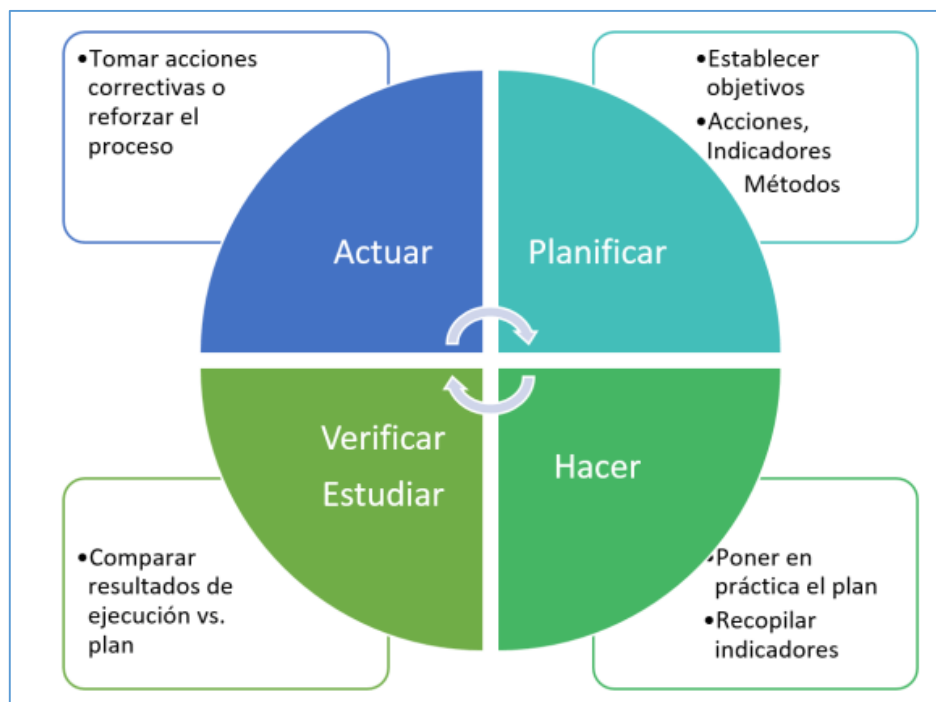 •Tomar acciones
correctivas o
reforzar el
proceso
•Establecer
objetivos
•Acciones,
Indicadores
Métodos
Actuar
Planificar
Verificar
Estudiar
Hacer
•Comparar
resultados de
ejecución vs.
plan
•Poner en
práctica el plan
•Recopilar
indicadores